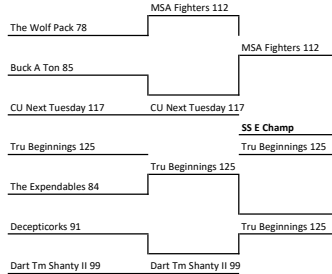 MSA Fighters 112
The Wolf Pack 78
MSA Fighters 112
Buck A Ton 85
CU Next Tuesday 117 CU Next Tuesday 117
SS E Champ
Tru Beginnings 125 Tru Beginnings 125
Tru Beginnings 125
The Expendables 84
Decepticorks 91 Tru Beginnings 125
Dart Tm Shanty II 99 Dart Tm Shanty II 99